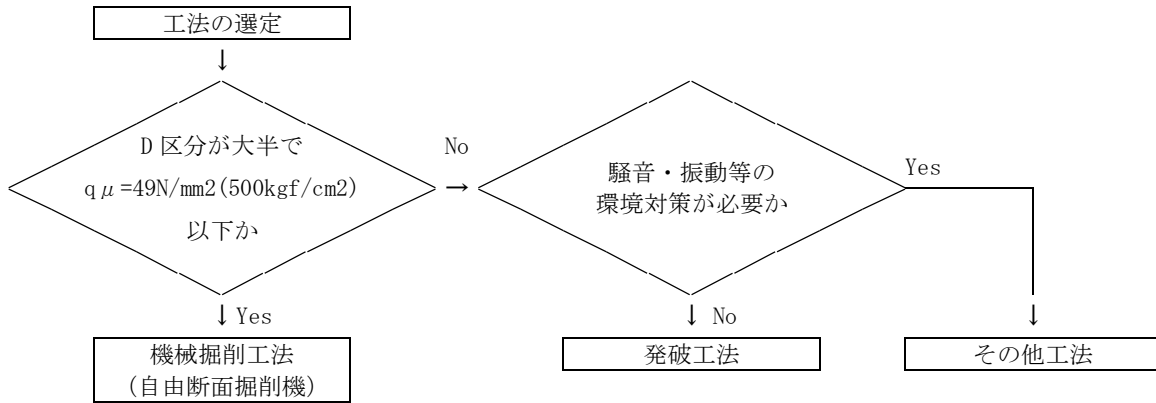 工法の選定
↓
D 区分が大半で
qμ=49N/mm2(500kgf/cm2)
以下か
No
→
騒音・振動等の
環境対策が必要か
Yes
↓ Yes
↓ No
↓
機械掘削工法
(自由断面掘削機)
発破工法
その他工法